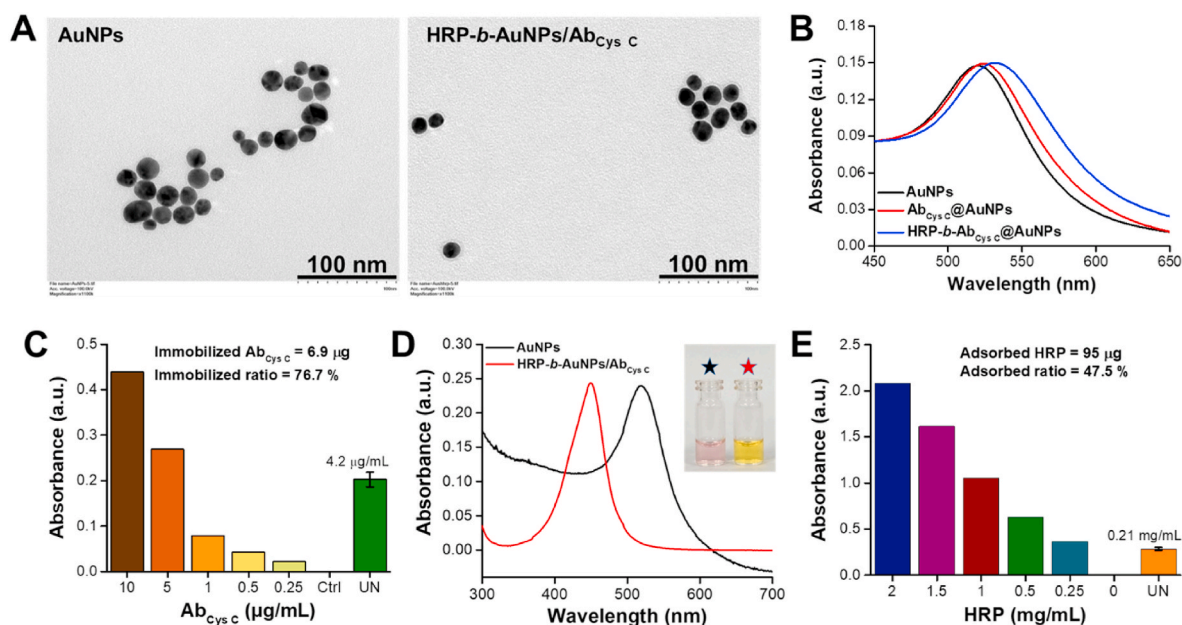 A
AuNPs
100 nm
HRP-b-AuNPs/AbCys C
100 nm
B
Absorbance (a.u.)
0.18
0.15
0.12
0.09
0.06
0.03
0.00
AuNPs
AbCys C@AuNPs
HRP-b-AbCys C@AuNPs
450 500 550 600 650
Wavelength (nm)
C
Absorbance (a.u.)
0.5
0.4
0.3
0.2
0.1
0.0
Immobilized AbCys C = 6.9 μg
Immobilized ratio = 76.7 %
4.2 μg/mL
10 5 1 0.5 0.25 Ctrl UN
AbCys C (μg/mL)
D
Absorbance (a.u.)
0.30
0.25
0.20
0.15
0.10
0.05
0.00
AuNPs
HRP-b-AuNPs/AbCys C
300 400 500 600 700
Wavelength (nm)
E
Absorbance (a.u.)
2.5
2.0
1.5
1.0
0.5
0.0
Adsorbed HRP = 95 μg
Adsorbed ratio = 47.5 %
0.21 mg/mL
2 1.5 1 0.5 0.25 0 UN
HRP (mg/mL)